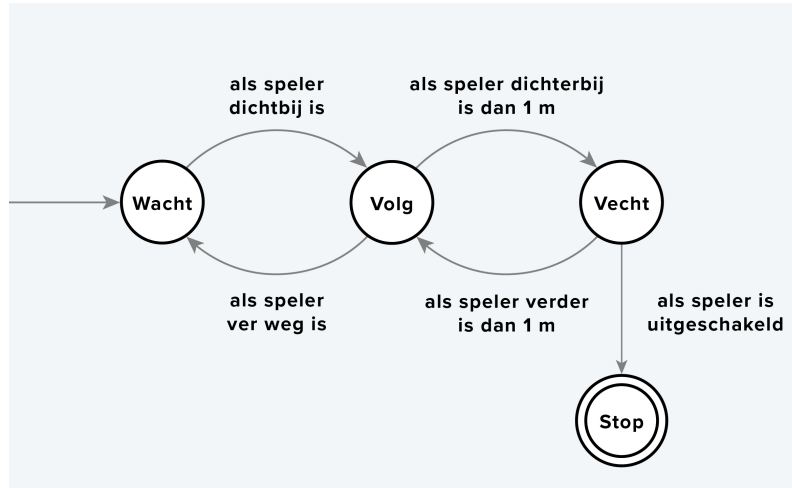 als speler
dichtbij is
als speler dichterbij
is dan 1 m
Wacht
Volg
Vecht
als speler
ver weg is
als speler verder
is dan 1 m
als speler is
uitgeschakeld
Stop